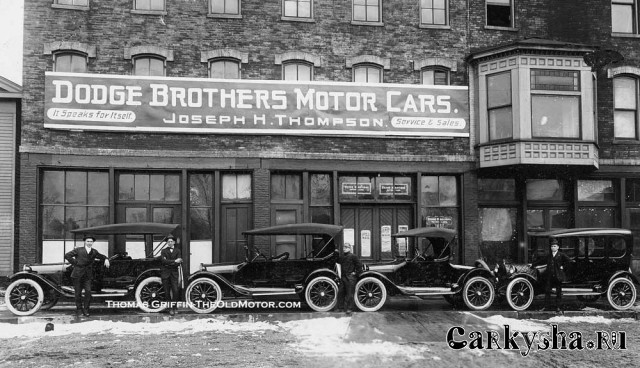 DODGE BROTHERS MOTOR CARS.
It Speaks for Itself. JOSEPH H. THOMPSON. Service & Sales.
THOMAS GRIFFIN-THEOLDMOTOR.COM
Carkysha.ru